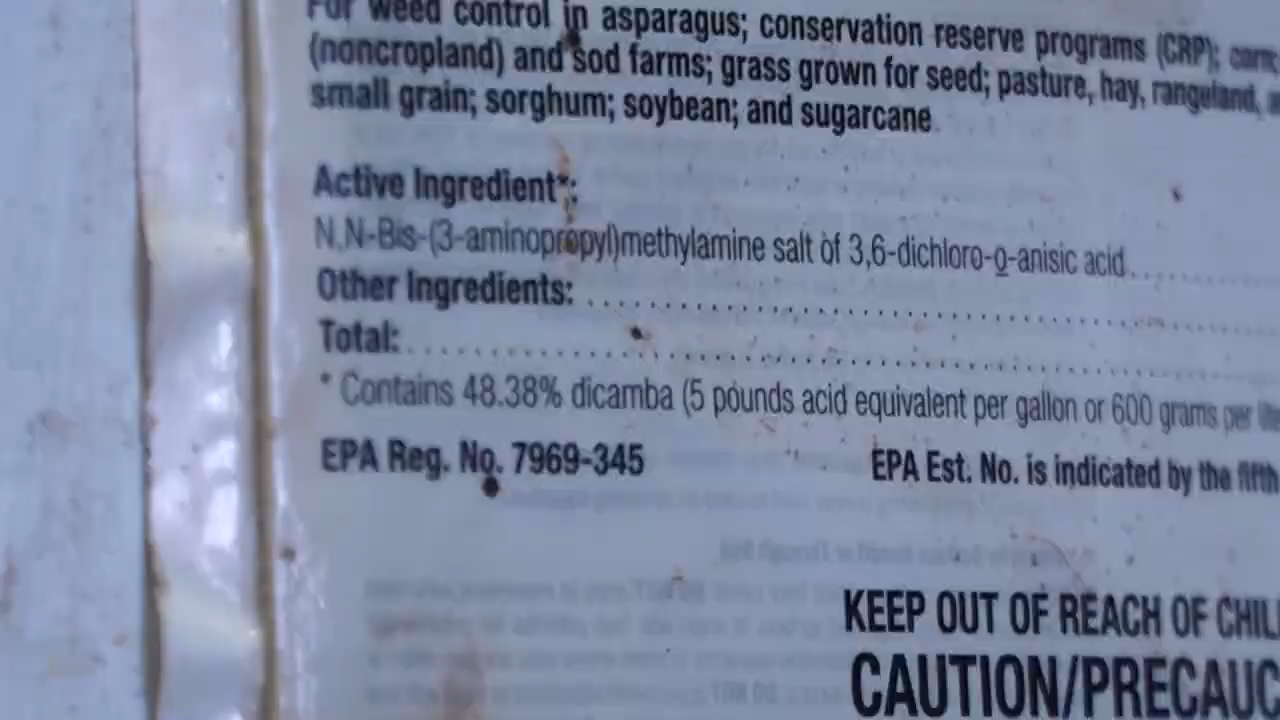 For weed control in asparagus; conservation reserve programs (CRP); corn;
(noncropland) and sod farms; grass grown for seed; pasture, hay, rangeland,
small grain; sorghum; soybean; and sugarcane.
Active Ingredient*:
N,N-Bis-(3-aminopropyl)methylamine salt of 3,6-dichloro-o-anisic acid..........
Other Ingredients: ..........
Total:..........
* Contains 48.38% dicamba (5 pounds acid equivalent per gallon or 600 grams per
EPA Reg. No. 7969-345 EPA Est. No. is indicated by the fifth
KEEP OUT OF REACH OF CHIL
CAUTION/PRECAUC